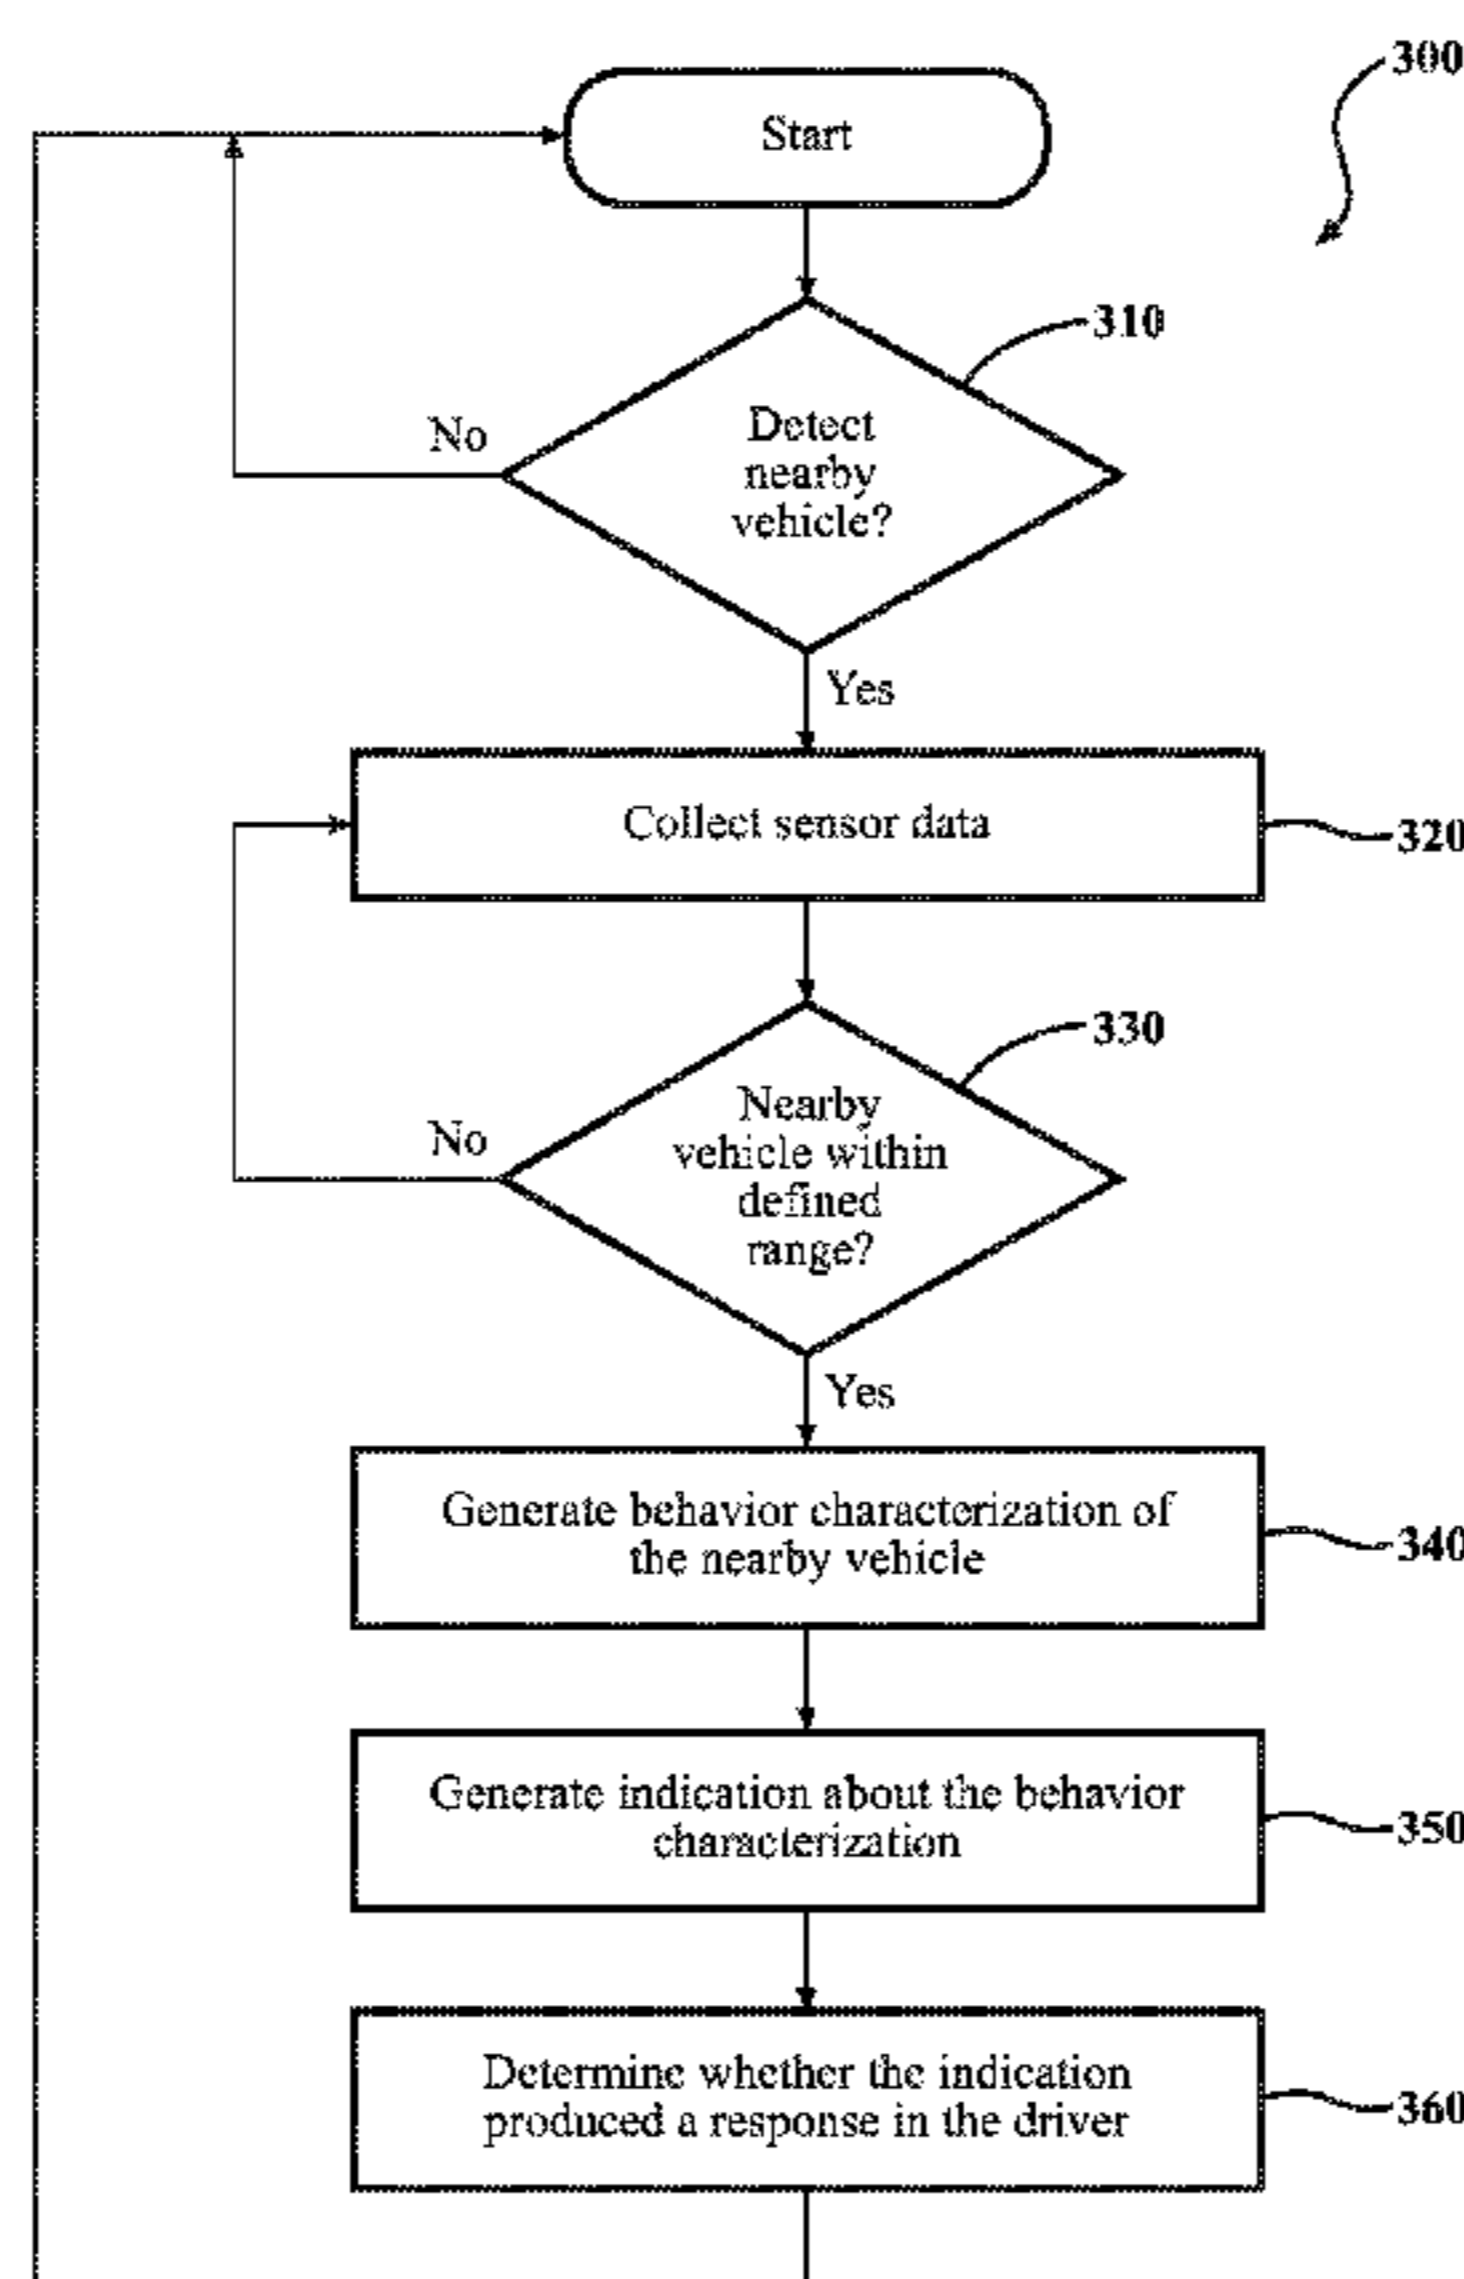 300
Start
310
Detect
nearby
vehicle?
No
Yes
Collect sensor data
320
330
Nearby
vehicle within
defined
range?
No
Yes
Generate behavior characterization of
the nearby vehicle
340
Generate indication about the behavior
characterization
350
Determine whether the indication
produced a response in the driver
360